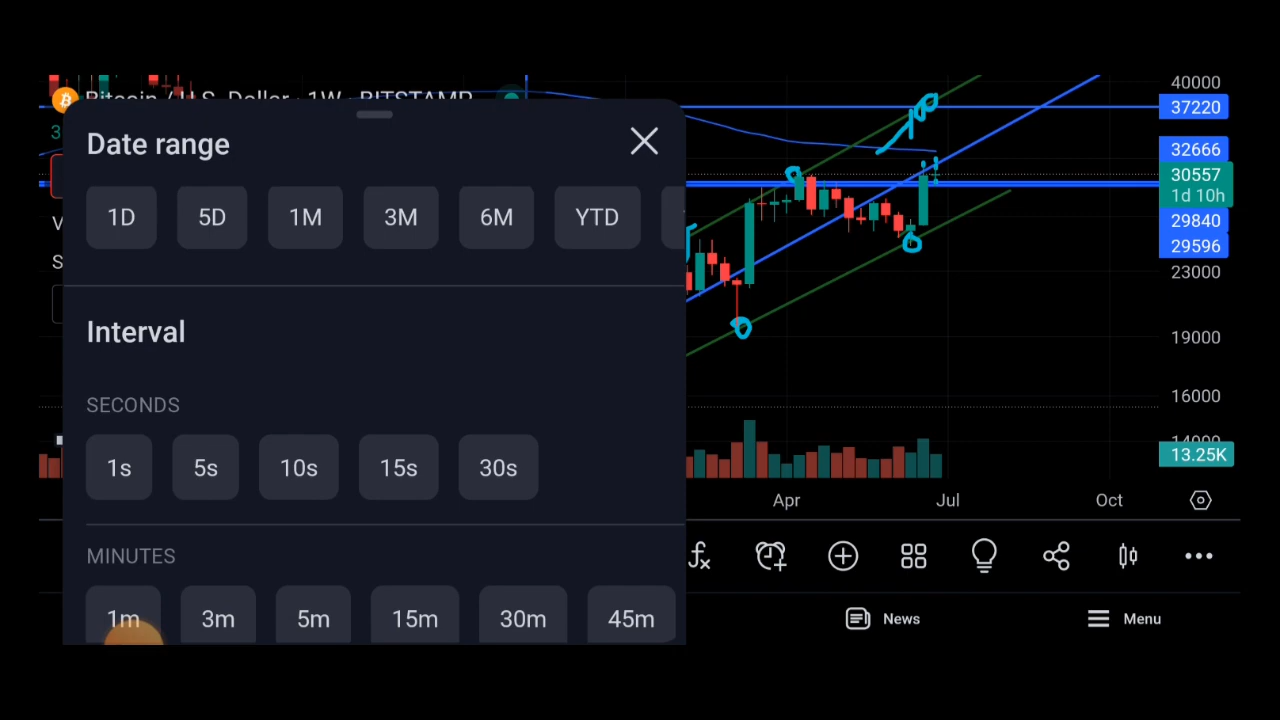 Bitcoin / U.S. Dollar · 1W · BITSTAMP
Date range
1D 5D 1M 3M 6M YTD
Interval
SECONDS
1s 5s 10s 15s 30s
MINUTES
1m 3m 5m 15m 30m 45m
40000
37220
32666
30557
1d 10h
29840
29596
23000
19000
16000
14000
13.25K
Apr Jul Oct
News Menu